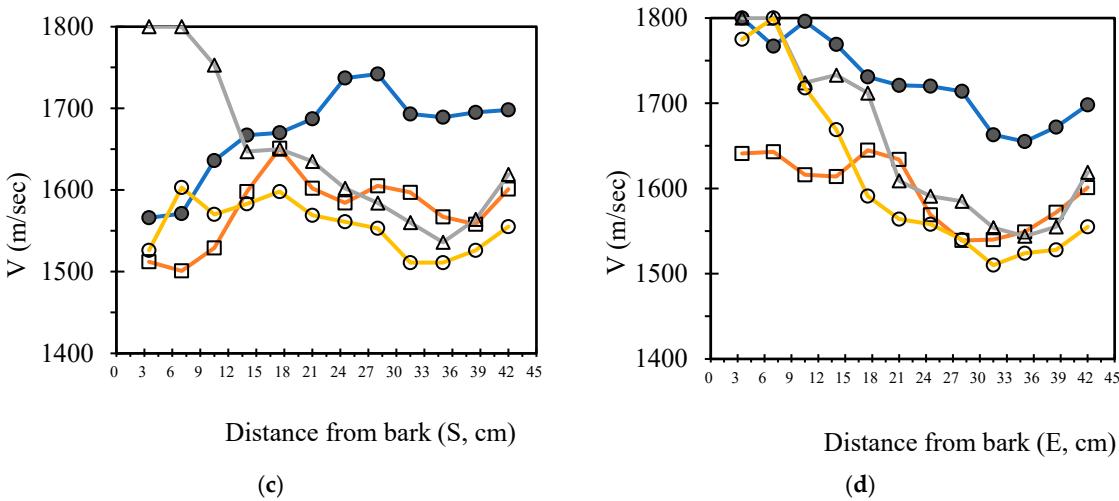 1800
1700
1600
1500
1400
V (m/sec)
0 3 6 9 12 15 18 21 24 27 30 33 36 39 42 45
Distance from bark (S, cm)
(c)
1800
1700
1600
1500
1400
V (m/sec)
0 3 6 9 12 15 18 21 24 27 30 33 36 39 42 45
Distance from bark (E, cm)
(d)